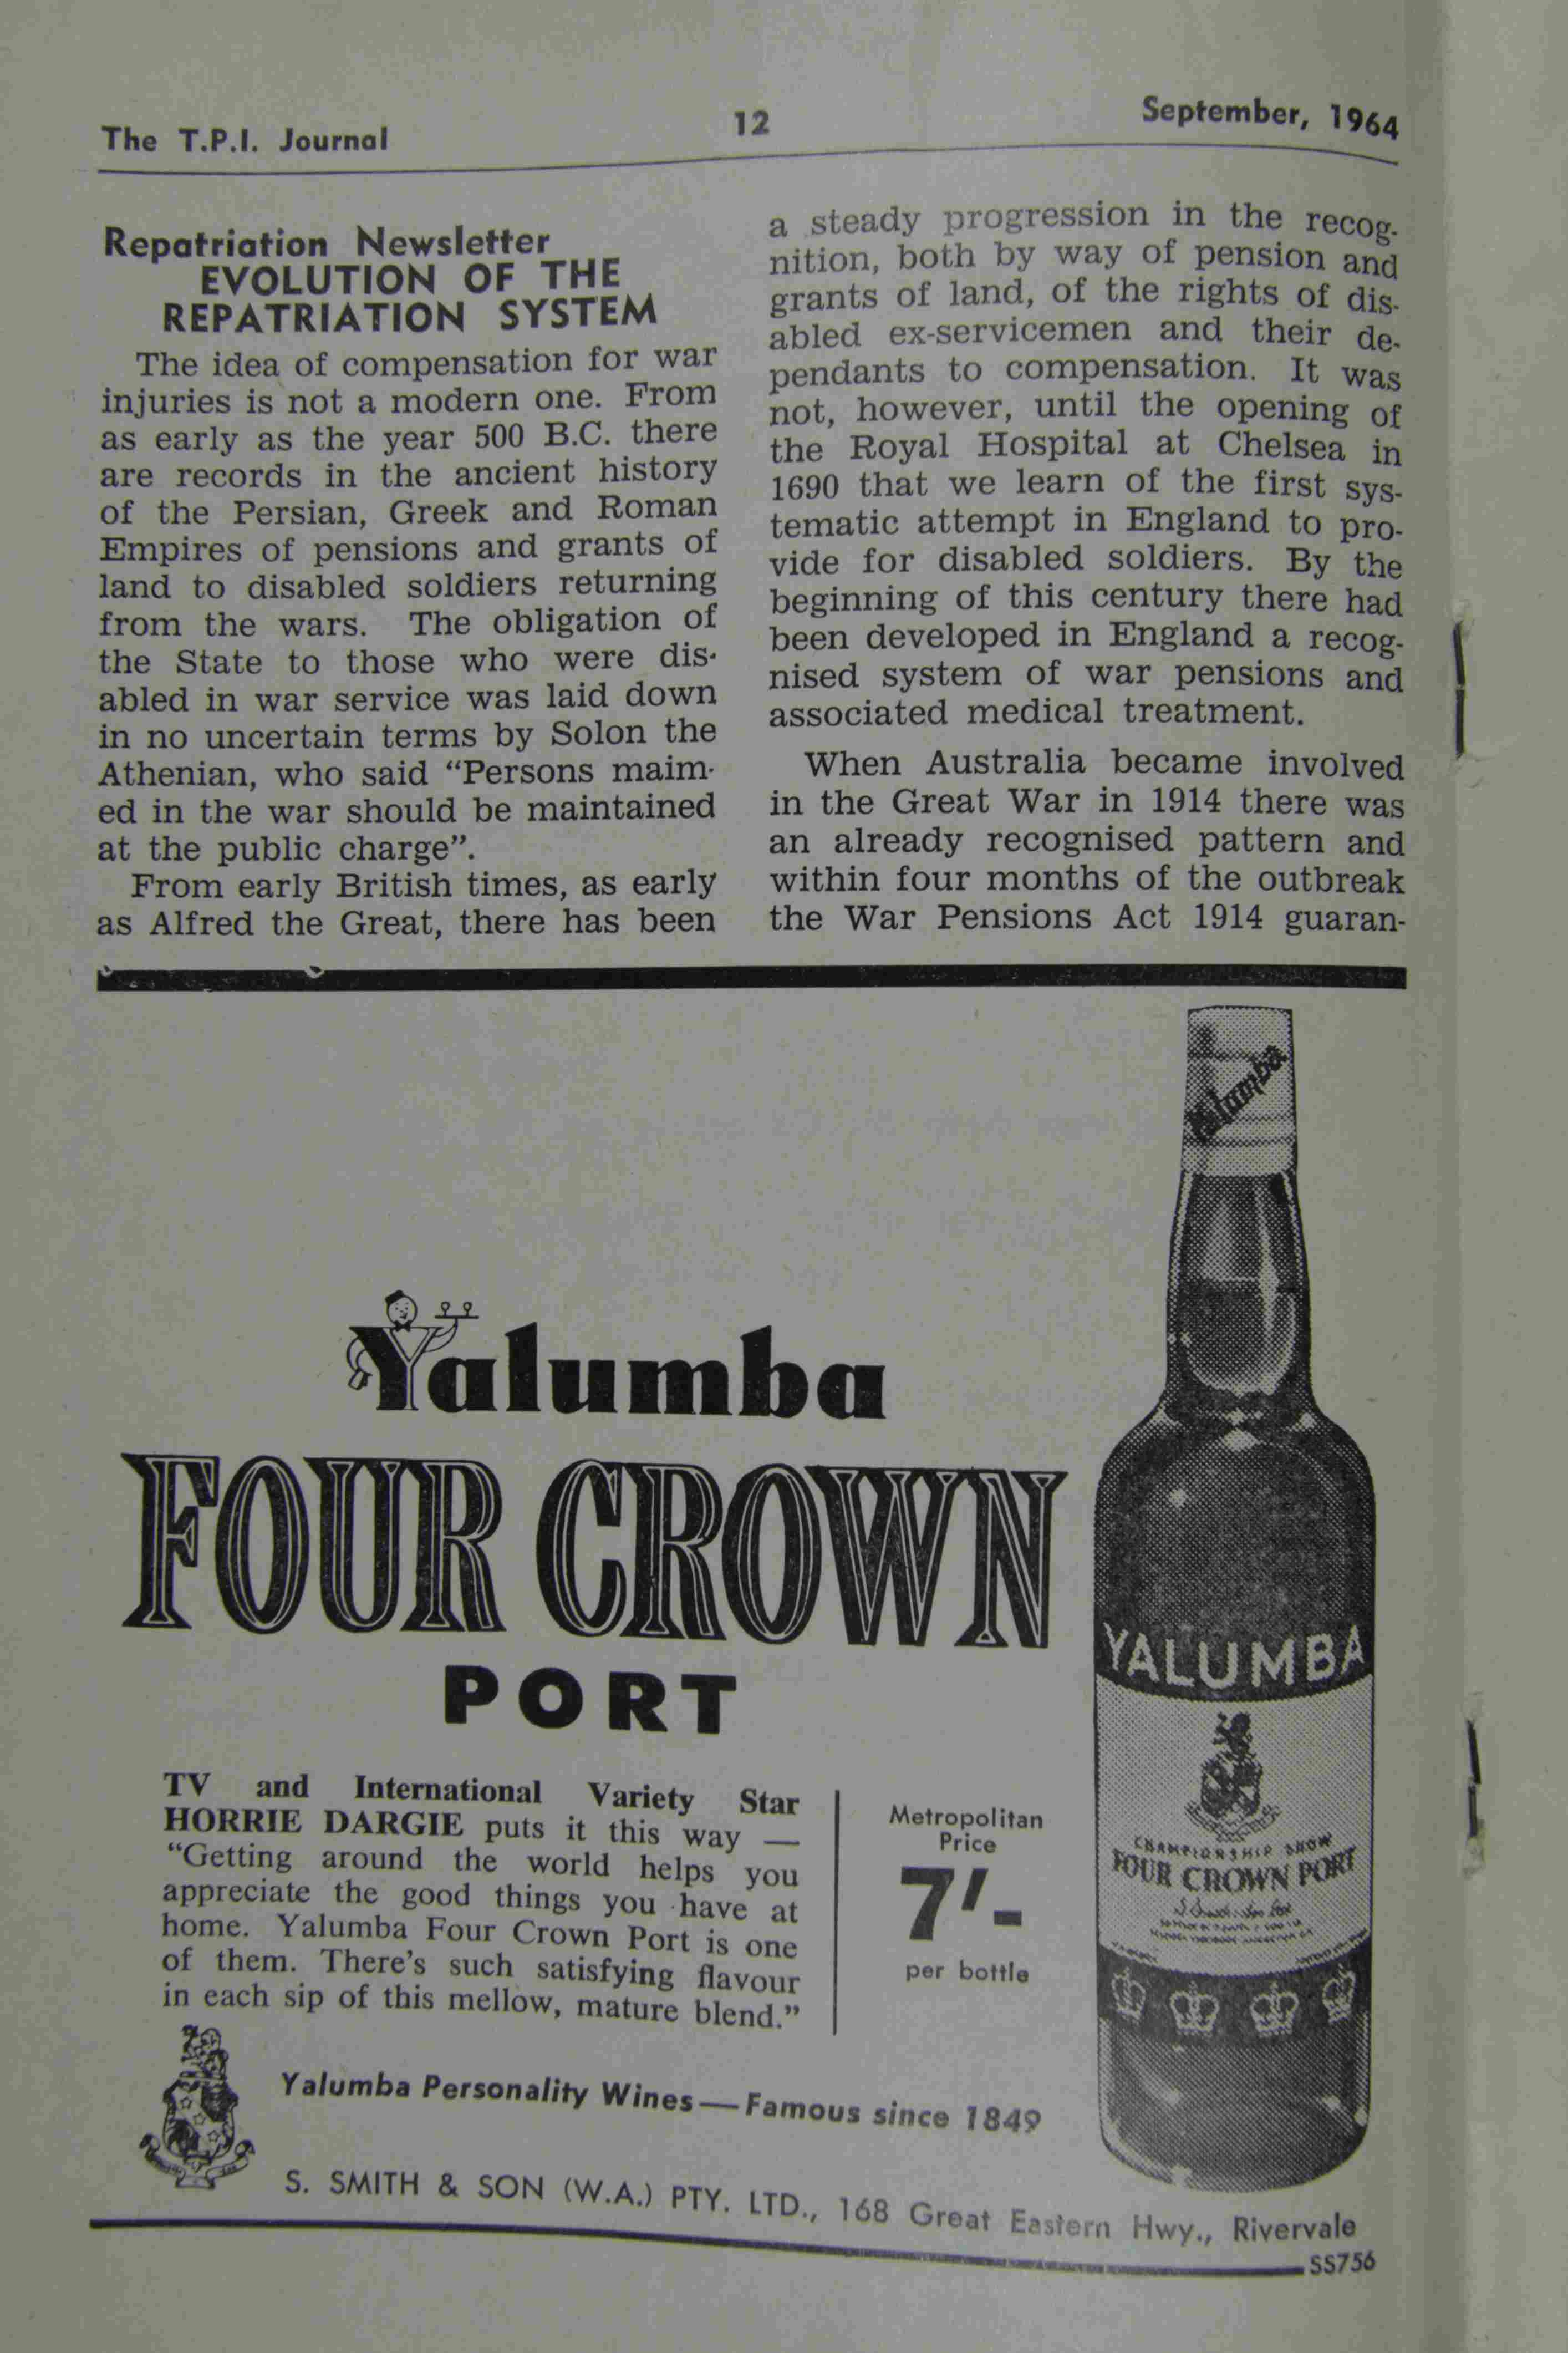 The T.P.I. Journal
12
September, 1964
Repatriation Newsletter
EVOLUTION OF THE
REPATRIATION SYSTEM
The idea of compensation for war
injuries is not a modern one. From
as early as the year 500 B.C. there
are records in the ancient history
of the Persian, Greek and Roman
Empires of pensions and grants of
land to disabled soldiers returning
from the wars. The obligation of
the State to those who were dis-
abled in war service was laid down
in no uncertain terms by Solon the
Athenian, who said “Persons maim-
ed in the war should be maintained
at the public charge”.
From early British times, as early
as Alfred the Great, there has been
a steady progression in the recog-
nition, both by way of pension and
grants of land, of the rights of dis-
abled ex-servicemen and their de-
pendants to compensation. It was
not, however, until the opening of
the Royal Hospital at Chelsea in
1690 that we learn of the first sys-
tematic attempt in England to pro-
vide for disabled soldiers. By the
beginning of this century there had
been developed in England a recog-
nised system of war pensions and
associated medical treatment.
When Australia became involved
in the Great War in 1914 there was
an already recognised pattern and
within four months of the outbreak
the War Pensions Act 1914 guaran-
Yalumba
Yalumba
FOUR CROWN
PORT
TV and International Variety Star
HORRIE DARGIE puts it this way —
“Getting around the world helps you
appreciate the good things you have at
home. Yalumba Four Crown Port is one
of them. There's such satisfying flavour
in each sip of this mellow, mature blend.”
Metropolitan
Price
7/-
per bottle
YALUMBA
CHAMPIONSHIP SHOW
FOUR CROWN PORT
Yalumba Personality Wines—Famous since 1849
S. SMITH & SON (W.A.) PTY. LTD., 168 Great Eastern Hwy., Rivervale
SS756